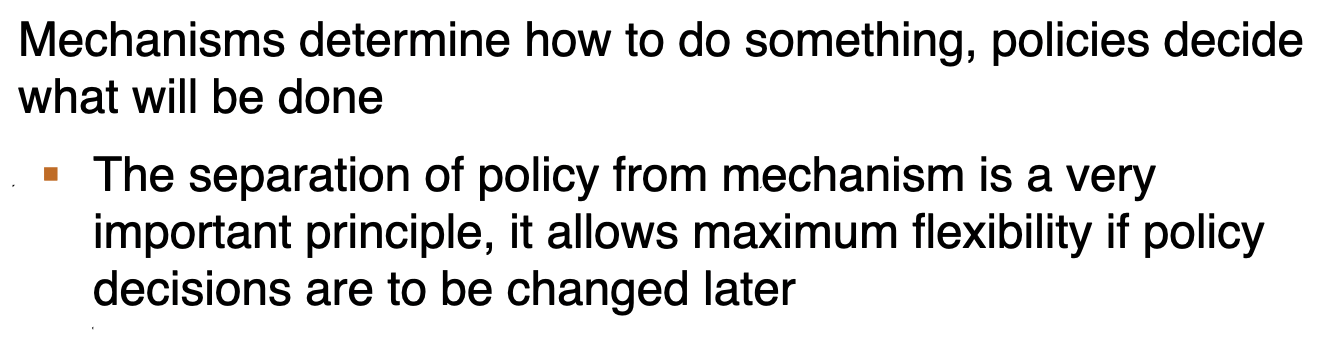 Mechanisms determine how to do something, policies decide
what will be done
▪ The separation of policy from mechanism is a very
important principle, it allows maximum flexibility if policy
decisions are to be changed later